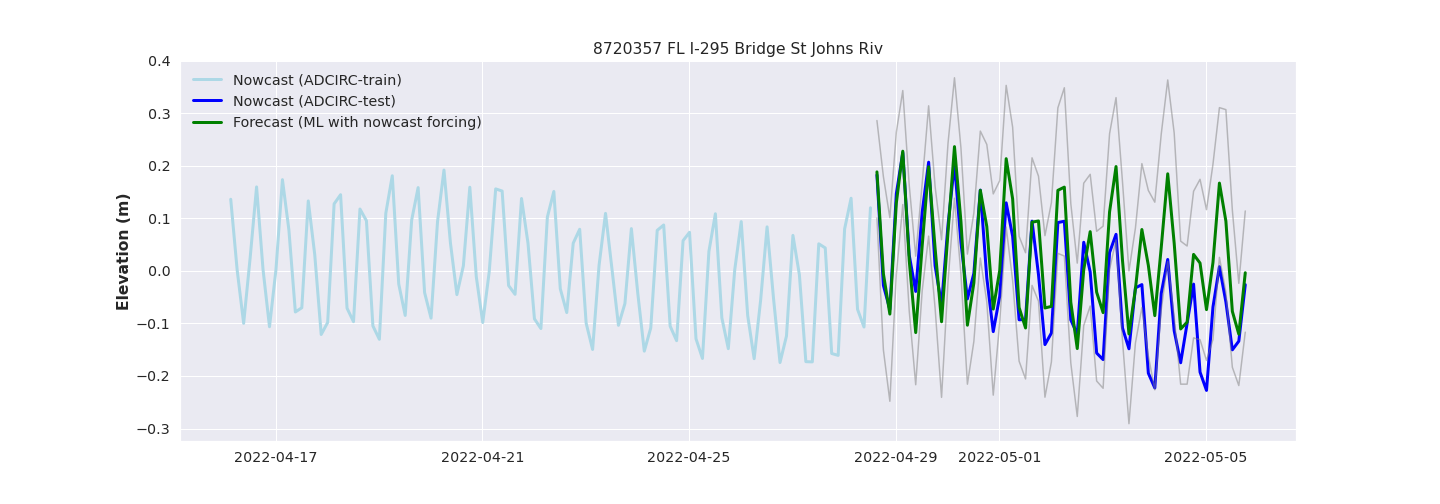 8720357 FL I-295 Bridge St Johns Riv
Nowcast (ADCIRC-train)
Nowcast (ADCIRC-test)
Forecast (ML with nowcast forcing)
Elevation (m)
0.4
0.3
0.2
0.1
0.0
−0.1
−0.2
−0.3
2022-04-17 2022-04-21 2022-04-25 2022-04-29 2022-05-01 2022-05-05